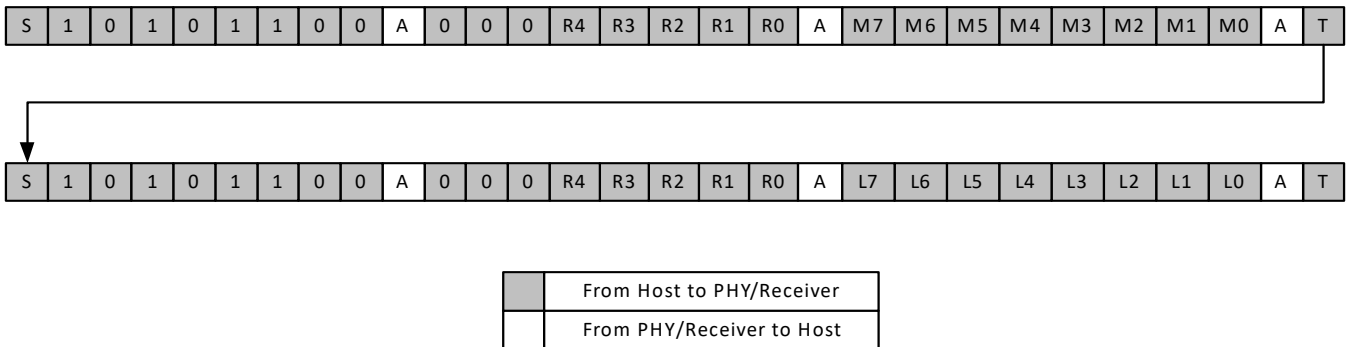 S 1 0 1 0 1 1 0 0 A 0 0 0 R4 R3 R2 R1 R0 A M7 M6 M5 M4 M3 M2 M1 M0 A T
S 1 0 1 0 1 1 0 0 A 0 0 0 R4 R3 R2 R1 R0 A L7 L6 L5 L4 L3 L2 L1 L0 A T
From Host to PHY/Receiver
From PHY/Receiver to Host